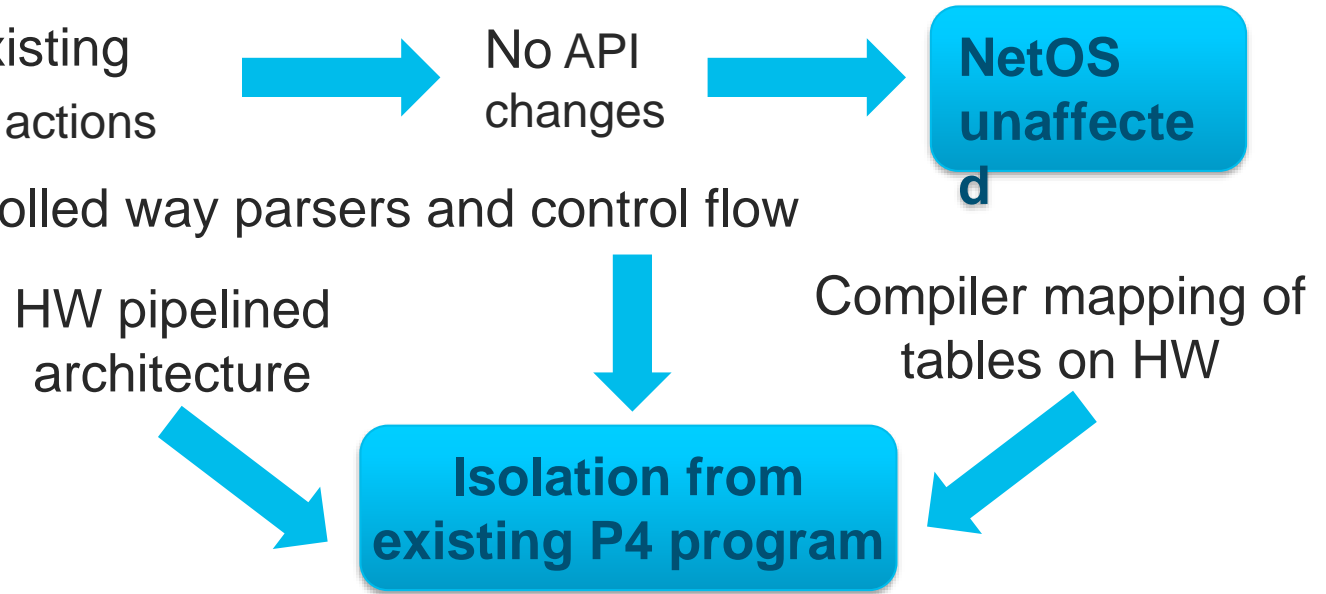 xisting
actions
No API
changes
NetOS
unaffecte
d
olled way parsers and control flow
HW pipelined
architecture
Compiler mapping of
tables on HW
Isolation from
existing P4 program